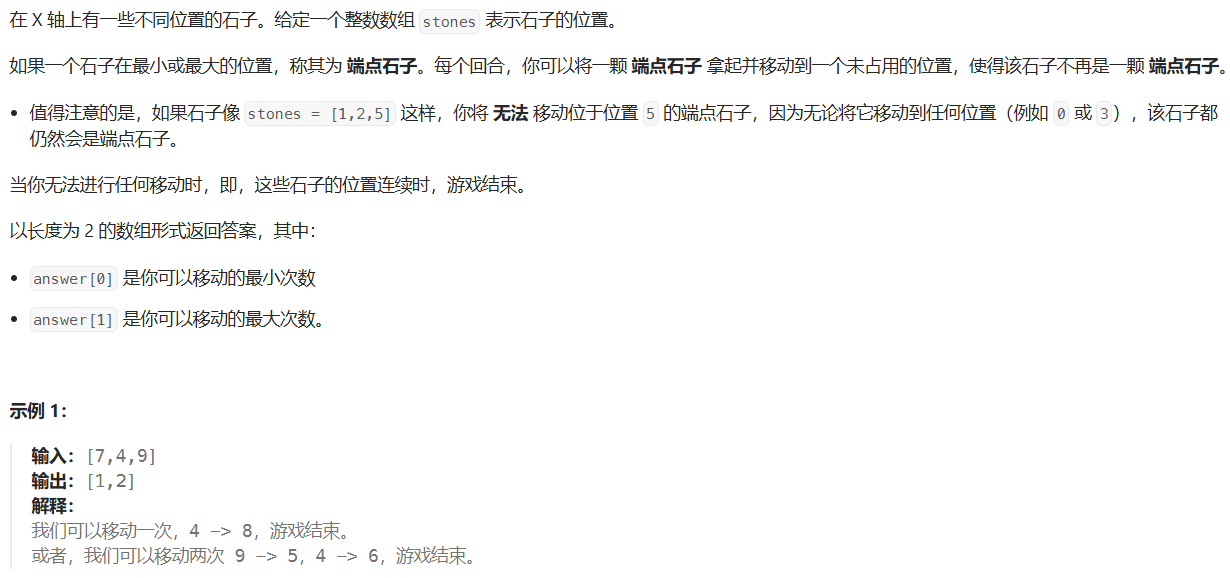 在 X 轴上有一些不同位置的石子。给定一个整数数组 stones 表示石子的位置。
如果一个石子在最小或最大的位置，称其为 端点石子。每个回合，你可以将一颗 端点石子 拿起并移动到一个未占用的位置，使得该石子不再是一颗 端点石子。
• 值得注意的是，如果石子像 stones = [1,2,5] 这样，你将 无法 移动位于位置 5 的端点石子，因为无论将它移动到任何位置（例如 0 或 3），该石子都
仍然会是端点石子。
当你无法进行任何移动时，即，这些石子的位置连续时，游戏结束。
以长度为 2 的数组形式返回答案，其中：
• answer[0] 是你可以移动的最小次数
• answer[1] 是你可以移动的最大次数。
示例 1：
输入：[7,4,9]
输出：[1,2]
解释：
我们可以移动一次，4 -> 8，游戏结束。
或者，我们可以移动两次 9 -> 5，4 -> 6，游戏结束。